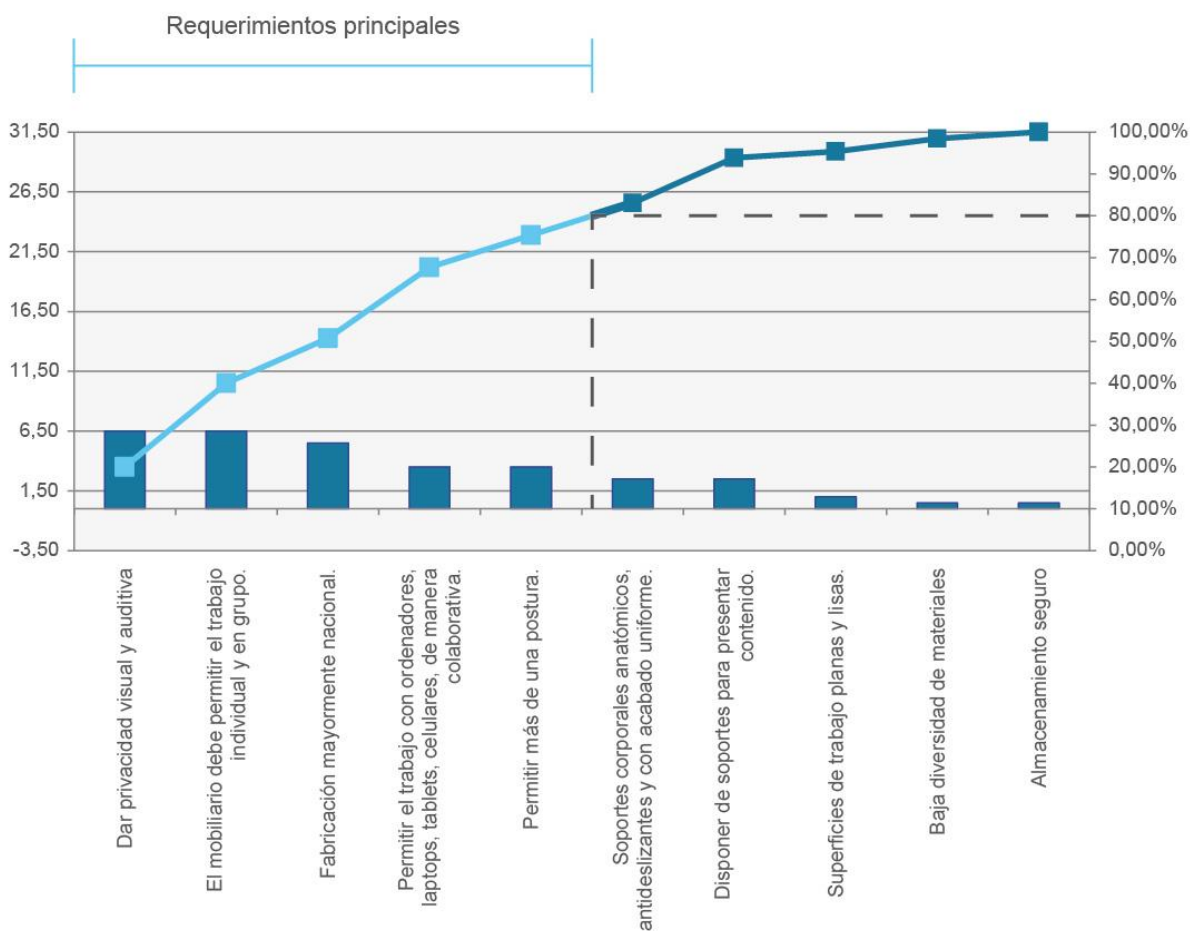 Requerimientos principales
31,50
26,50
21,50
16,50
11,50
6,50
1,50
-3,50
100,00%
90,00%
80,00%
70,00%
60,00%
50,00%
40,00%
30,00%
20,00%
10,00%
0,00%
Dar privacidad visual y auditiva
El mobiliario debe permitir el trabajo
individual y en grupo.
Fabricación mayormente nacional.
Permitir el trabajo con ordenadores,
laptops, tablets, celulares, de manera
colaborativa.
Permitir más de una postura.
Soportes corporales anatómicos,
antideslizantes y con acabado uniforme.
Disponer de soportes para presentar
contenido.
Superficies de trabajo planas y lisas.
Baja diversidad de materiales
Almacenamiento seguro